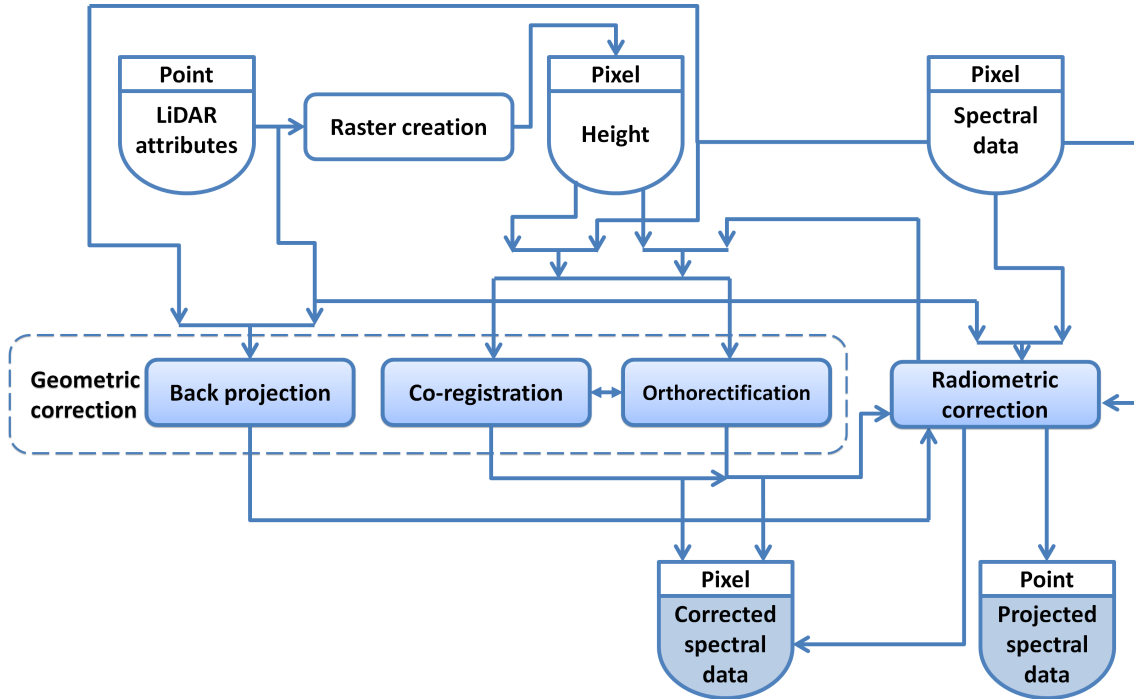 Point
LiDAR
attributes
Raster creation
Pixel
Height
Pixel
Spectral
data
Geometric
correction
Back projection
Co-registration
Orthorectification
Radiometric
correction
Pixel
Corrected
spectral
data
Point
Projected
spectral
data